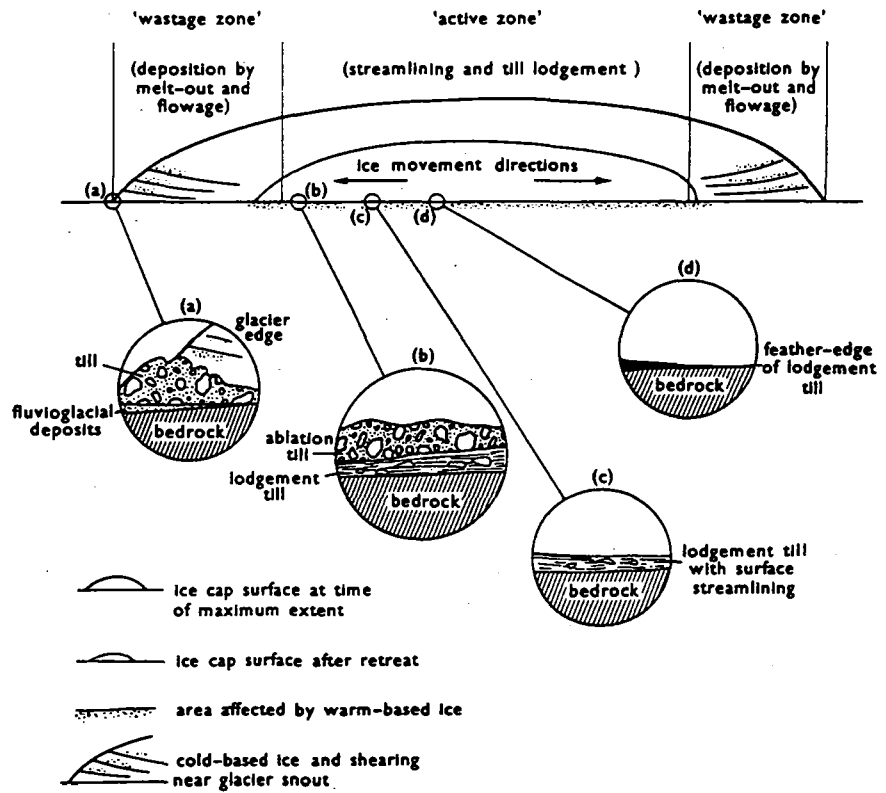 'wastage zone'
'active zone'
'wastage zone'
(deposition by
melt-out and
flowage)
(streamlining and till lodgement )
(deposition by
melt-out and
flowage)
ice movement directions
(a)
(b)
(c)
(d)
(a)
glacier
edge
till
fluvioglacial
deposits
bedrock
(b)
ablation
till
lodgement
till
bedrock
(d)
feather-edge
of lodgement
till
bedrock
(c)
lodgement till
with surface
streamlining
bedrock
ice cap surface at time
of maximum extent
ice cap surface after retreat
area affected by warm-based ice
cold-based ice and shearing
near glacier snout